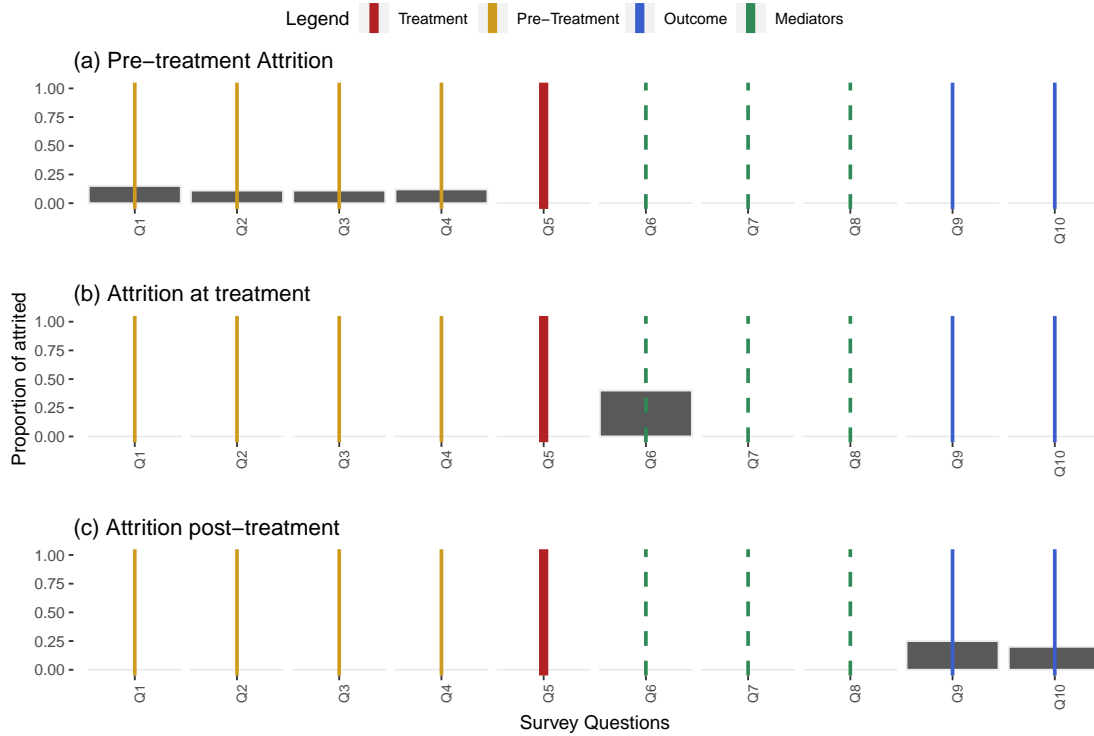 Legend Treatment Pre−Treatment Outcome Mediators
(a) Pre−treatment Attrition
1.00
0.75
0.50
0.25
0.00
Q1 Q2 Q3 Q4 Q5 Q6 Q7 Q8 Q9 Q10
Proportion of attrited
(b) Attrition at treatment
1.00
0.75
0.50
0.25
0.00
Q1 Q2 Q3 Q4 Q5 Q6 Q7 Q8 Q9 Q10
(c) Attrition post−treatment
1.00
0.75
0.50
0.25
0.00
Q1 Q2 Q3 Q4 Q5 Q6 Q7 Q8 Q9 Q10
Survey Questions